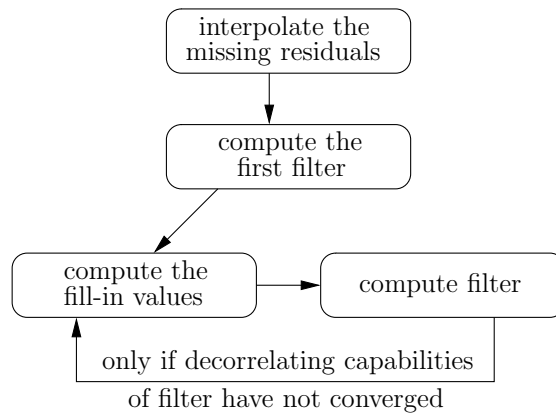 interpolate the
missing residuals
compute the
first filter
compute the
fill-in values
compute filter
only if decorrelating capabilities
of filter have not converged